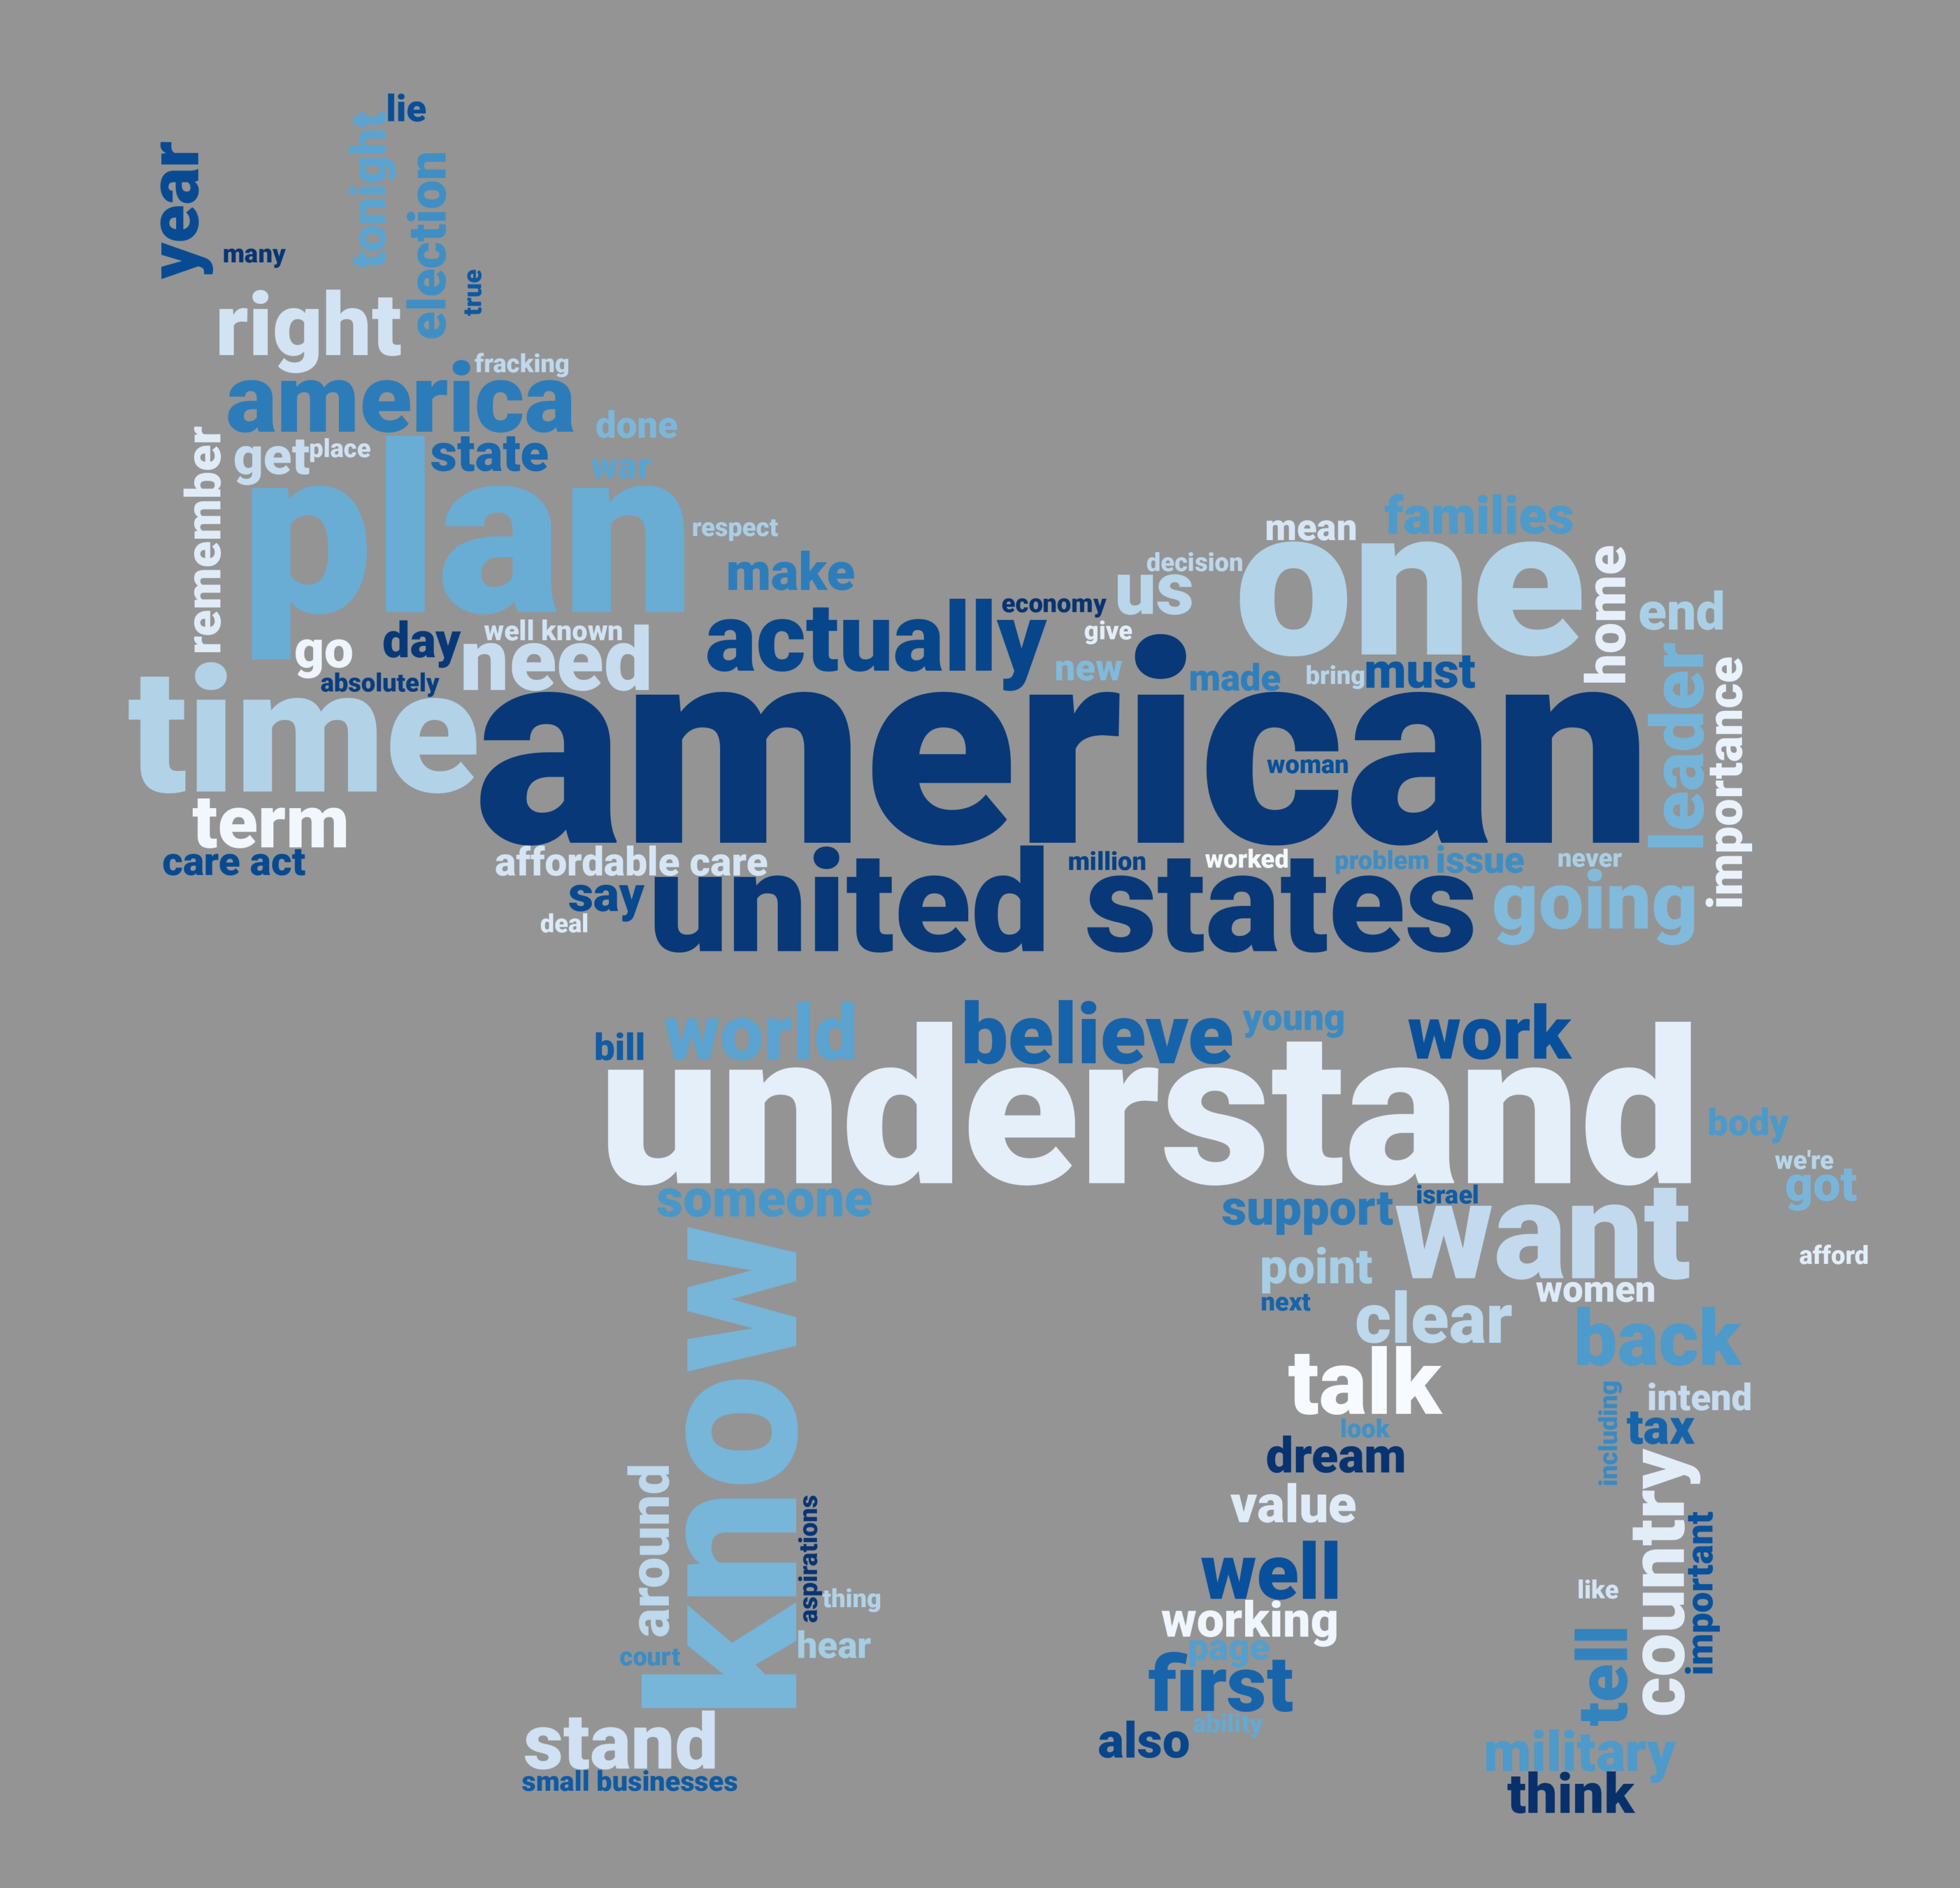 lie
year
tonight
election
many
true
right
fracking
america
done
get
place
state
war
remember
plan
respect
families
mean
make
decision
one
us
home
economy
end
actually
well known
give
day
go
need
new
made
bring
must
leader
importance
absolutely
time
american
woman
term
care act
affordable care
million
worked
problem
issue
never
say
united states
going
deal
believe
young
work
world
bill
understand
body
we're
got
someone
support
israel
want
afford
point
women
next
clear
back
know
talk
including
intend
look
tax
dream
around
aspirations
value
country
important
well
like
thing
working
hear
page
court
first
tell
ability
stand
also
military
small businesses
think